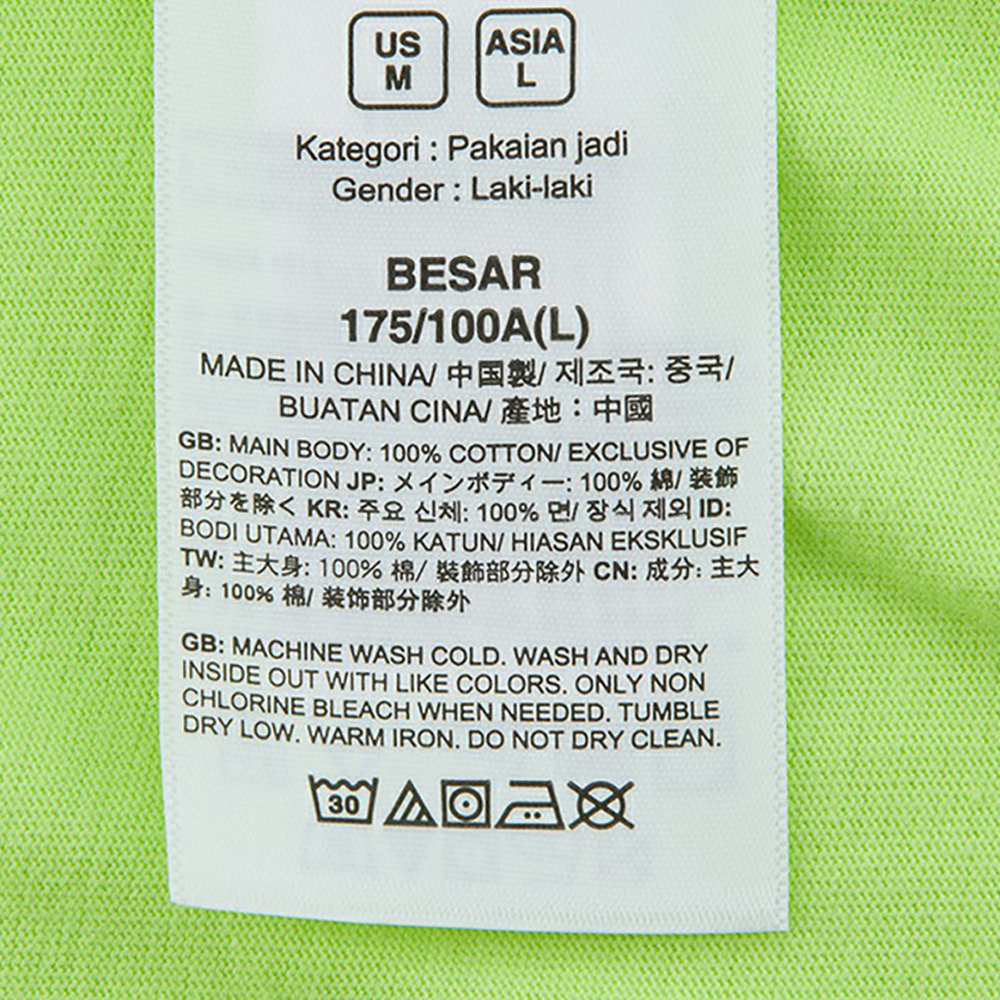 US
M
ASIA
L
Kategori : Pakaian jadi
Gender : Laki-laki
BESAR
175/100A(L)
MADE IN CHINA/ 中国製/ 제조국: 중국/
BUATAN CINA/ 產地：中國
GB: MAIN BODY: 100% COTTON/ EXCLUSIVE OF
DECORATION JP: メインボディー: 100% 綿/ 装飾
部分を除く KR: 주요 신체: 100% 면/ 장식 제외 ID:
BODI UTAMA: 100% KATUN/ HIASAN EKSKLUSIF
TW: 主大身: 100% 棉/ 裝飾部分除外 CN: 成分: 主大
身: 100% 棉/ 装饰部分除外
GB: MACHINE WASH COLD. WASH AND DRY
INSIDE OUT WITH LIKE COLORS. ONLY NON
CHLORINE BLEACH WHEN NEEDED. TUMBLE
DRY LOW. WARM IRON. DO NOT DRY CLEAN.
30